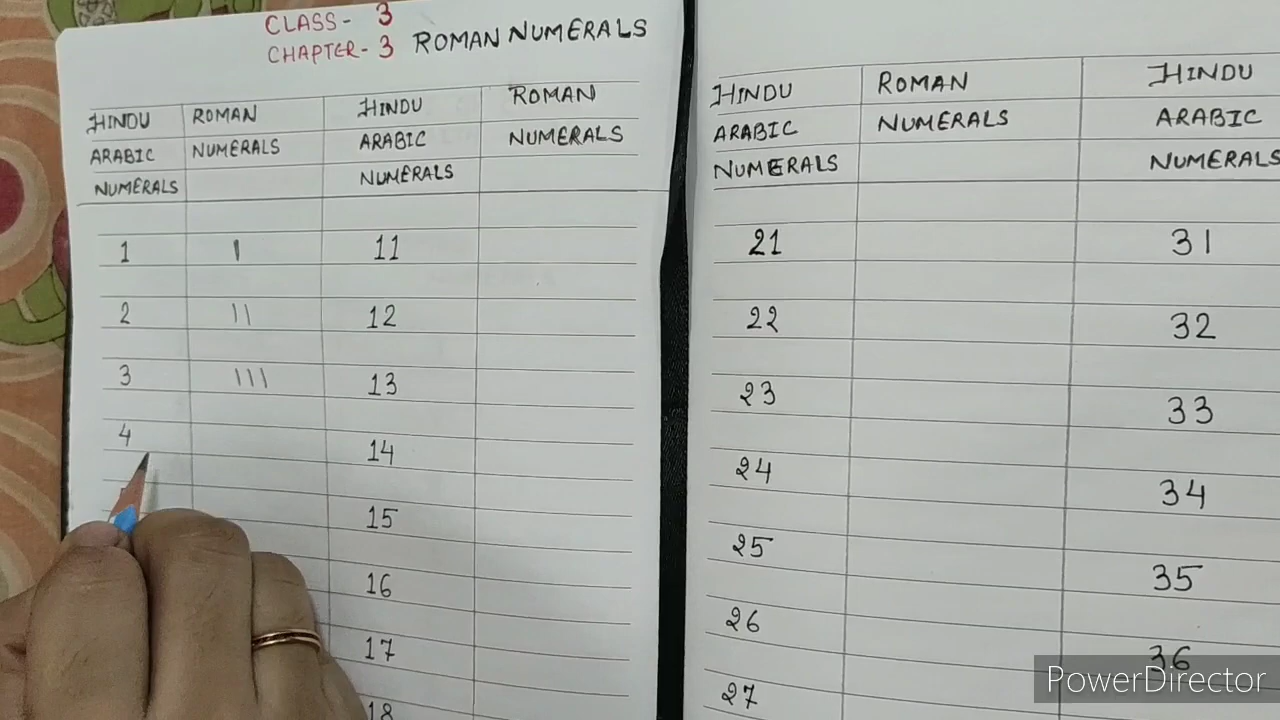 CLASS- 3
CHAPTER- 3 ROMAN NUMERALS
HINDU ROMAN HINDU ROMAN
ARABIC NUMERALS ARABIC NUMERALS
NUMERALS NUMERALS
1 I 11
2 II 12
3 III 13
4 14
15
16
17
18
HINDU ROMAN HINDU
ARABIC NUMERALS ARABIC
NUMERALS NUMERALS
21 31
22 32
23 33
24 34
25 35
26 36
27
PowerDirector